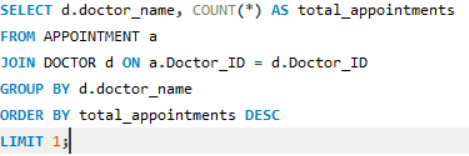 SELECT d.doctor_name, COUNT(*) AS total_appointments
FROM APPOINTMENT a
JOIN DOCTOR d ON a.Doctor_ID = d.Doctor_ID
GROUP BY d.doctor_name
ORDER BY total_appointments DESC
LIMIT 1;